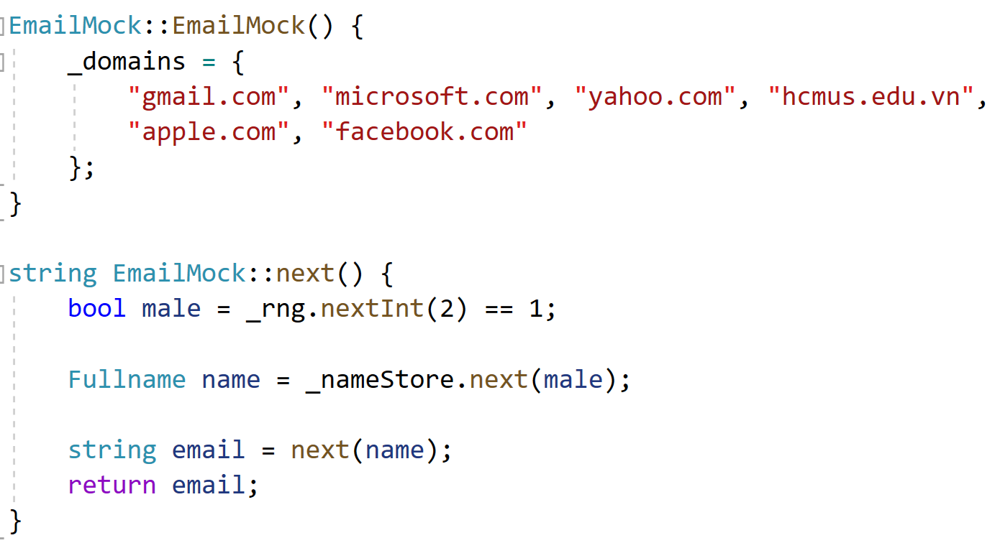 EmailMock::EmailMock() {
    _domains = {
        "gmail.com", "microsoft.com", "yahoo.com", "hcmus.edu.vn",
        "apple.com", "facebook.com"
    };
}

string EmailMock::next() {
    bool male = _rng.nextInt(2) == 1;

    Fullname name = _nameStore.next(male);

    string email = next(name);
    return email;
}